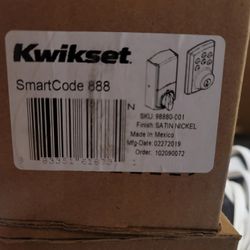 Kwikset
SmartCode 888
N
SKU: 98880-001
Finish: SATIN NICKEL
Made in: Mexico
Mfg-Date: 02272019
Order: 102090072